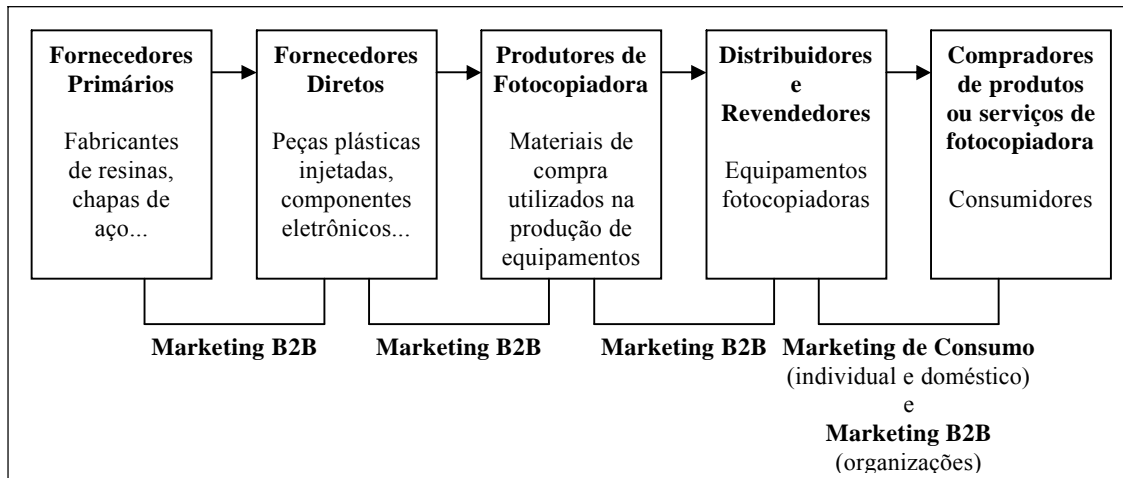 Fornecedores
Primários
Fabricantes
de resinas,
chapas de
aço...
Fornecedores
Diretos
Peças plásticas
injetadas,
componentes
eletrônicos...
Produtores de
Fotocopiadora
Materiais de
compra
utilizados na
produção de
equipamentos
Distribuidores
e
Revendedores
Equipamentos
fotocopiadoras
Compradores
de produtos
ou serviços de
fotocopiadora
Consumidores
Marketing B2B
Marketing B2B
Marketing B2B
Marketing de Consumo
(individual e doméstico)
e
Marketing B2B
(organizações)